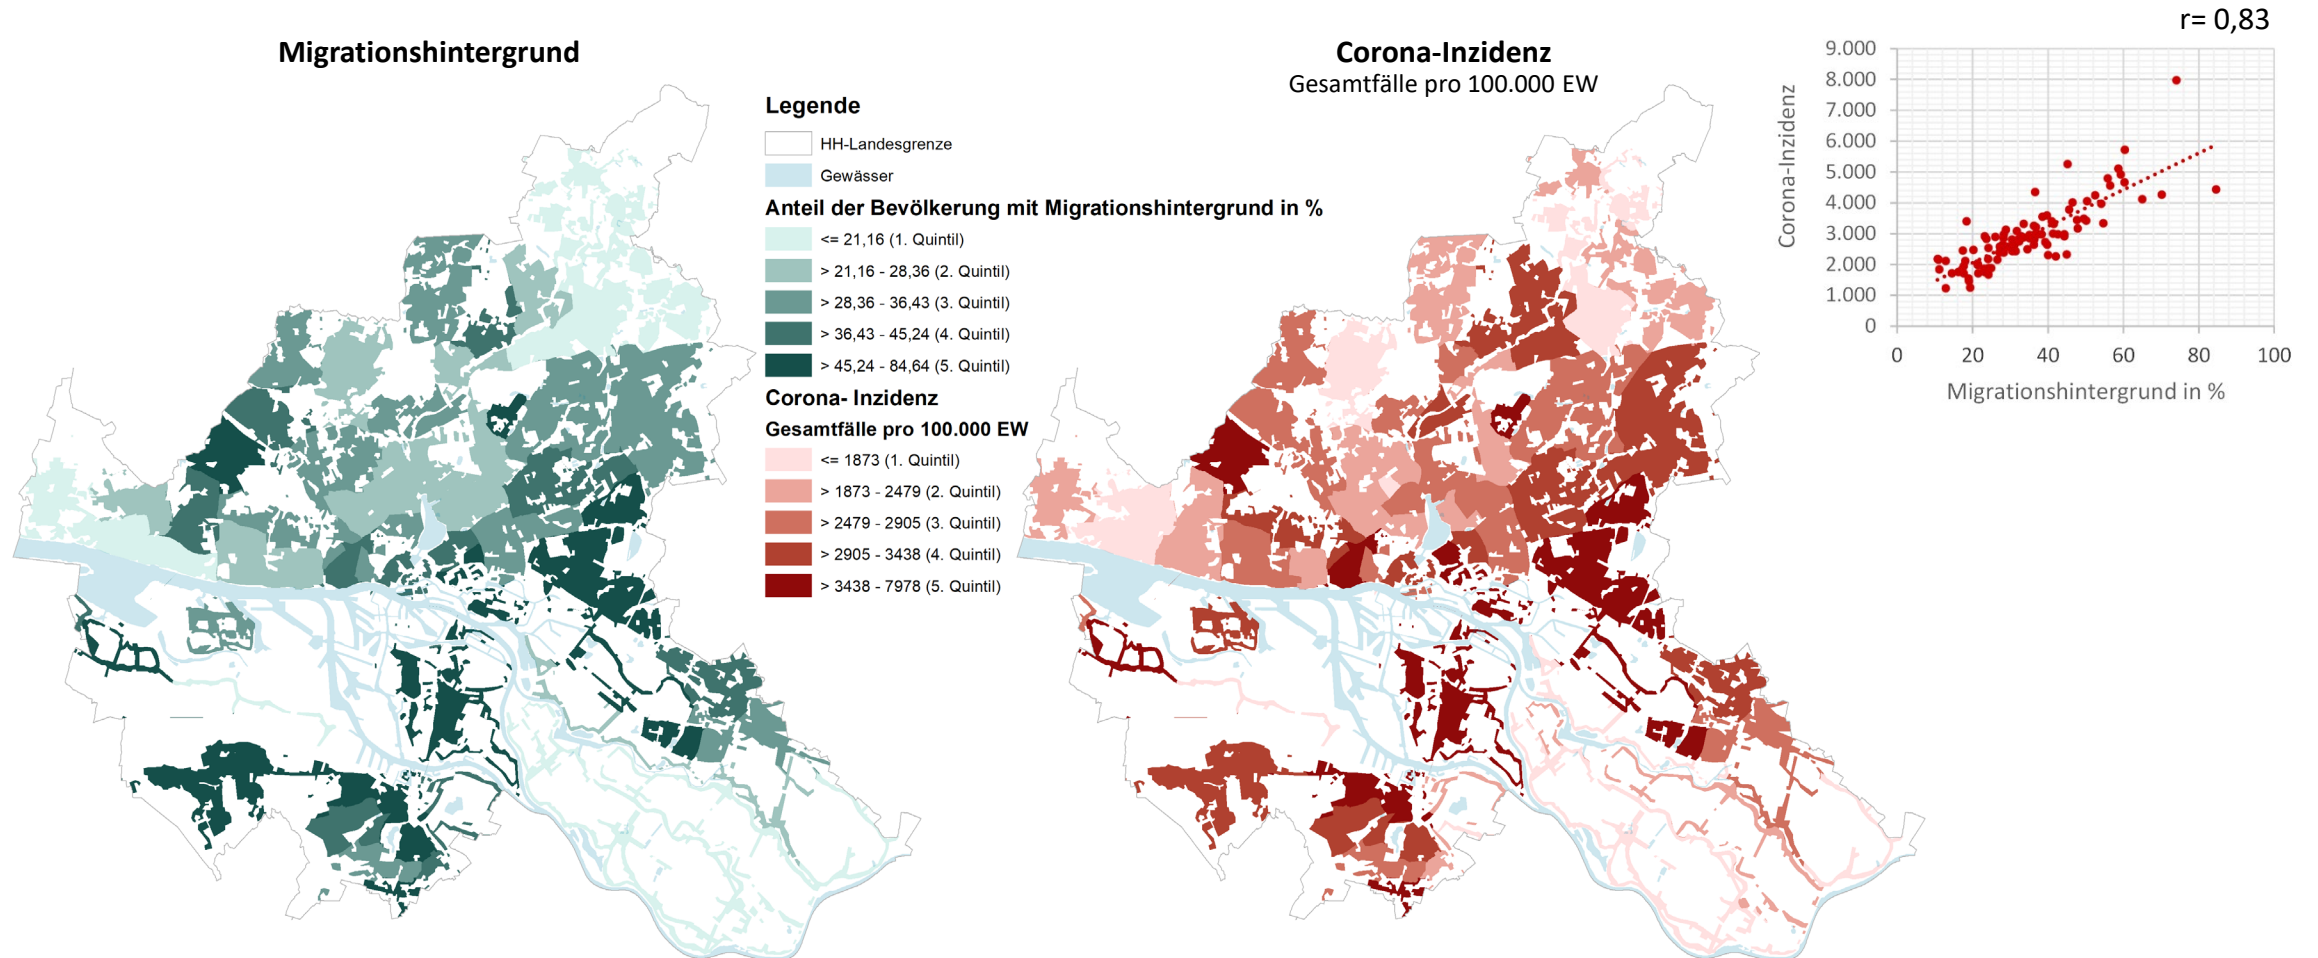 Migrationshintergrund
Legende
HH-Landesgrenze
Gewässer
Anteil der Bevölkerung mit Migrationshintergrund in %
<= 21,16 (1. Quintil)
> 21,16 - 28,36 (2. Quintil)
> 28,36 - 36,43 (3. Quintil)
> 36,43 - 45,24 (4. Quintil)
> 45,24 - 84,64 (5. Quintil)
Corona- Inzidenz
Gesamtfälle pro 100.000 EW
<= 1873 (1. Quintil)
> 1873 - 2479 (2. Quintil)
> 2479 - 2905 (3. Quintil)
> 2905 - 3438 (4. Quintil)
> 3438 - 7978 (5. Quintil)
Corona-Inzidenz
Gesamtfälle pro 100.000 EW
r= 0,83
Corona-Inzidenz
9.000
8.000
7.000
6.000
5.000
4.000
3.000
2.000
1.000
0
0 20 40 60 80 100
Migrationshintergrund in %